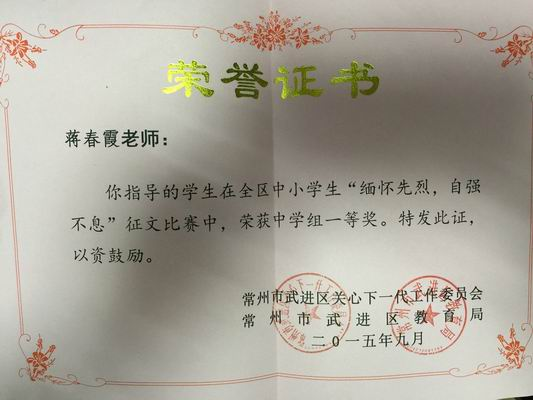 荣誉证书
蒋春霞老师：
你指导的学生在全区中小学生“缅怀先烈，自强
不息”征文比赛中，荣获中学组一等奖。特发此证，
以资鼓励。
常州市武进区关心下一代工作委员会
常州市武进区教育局
二〇一五年九月